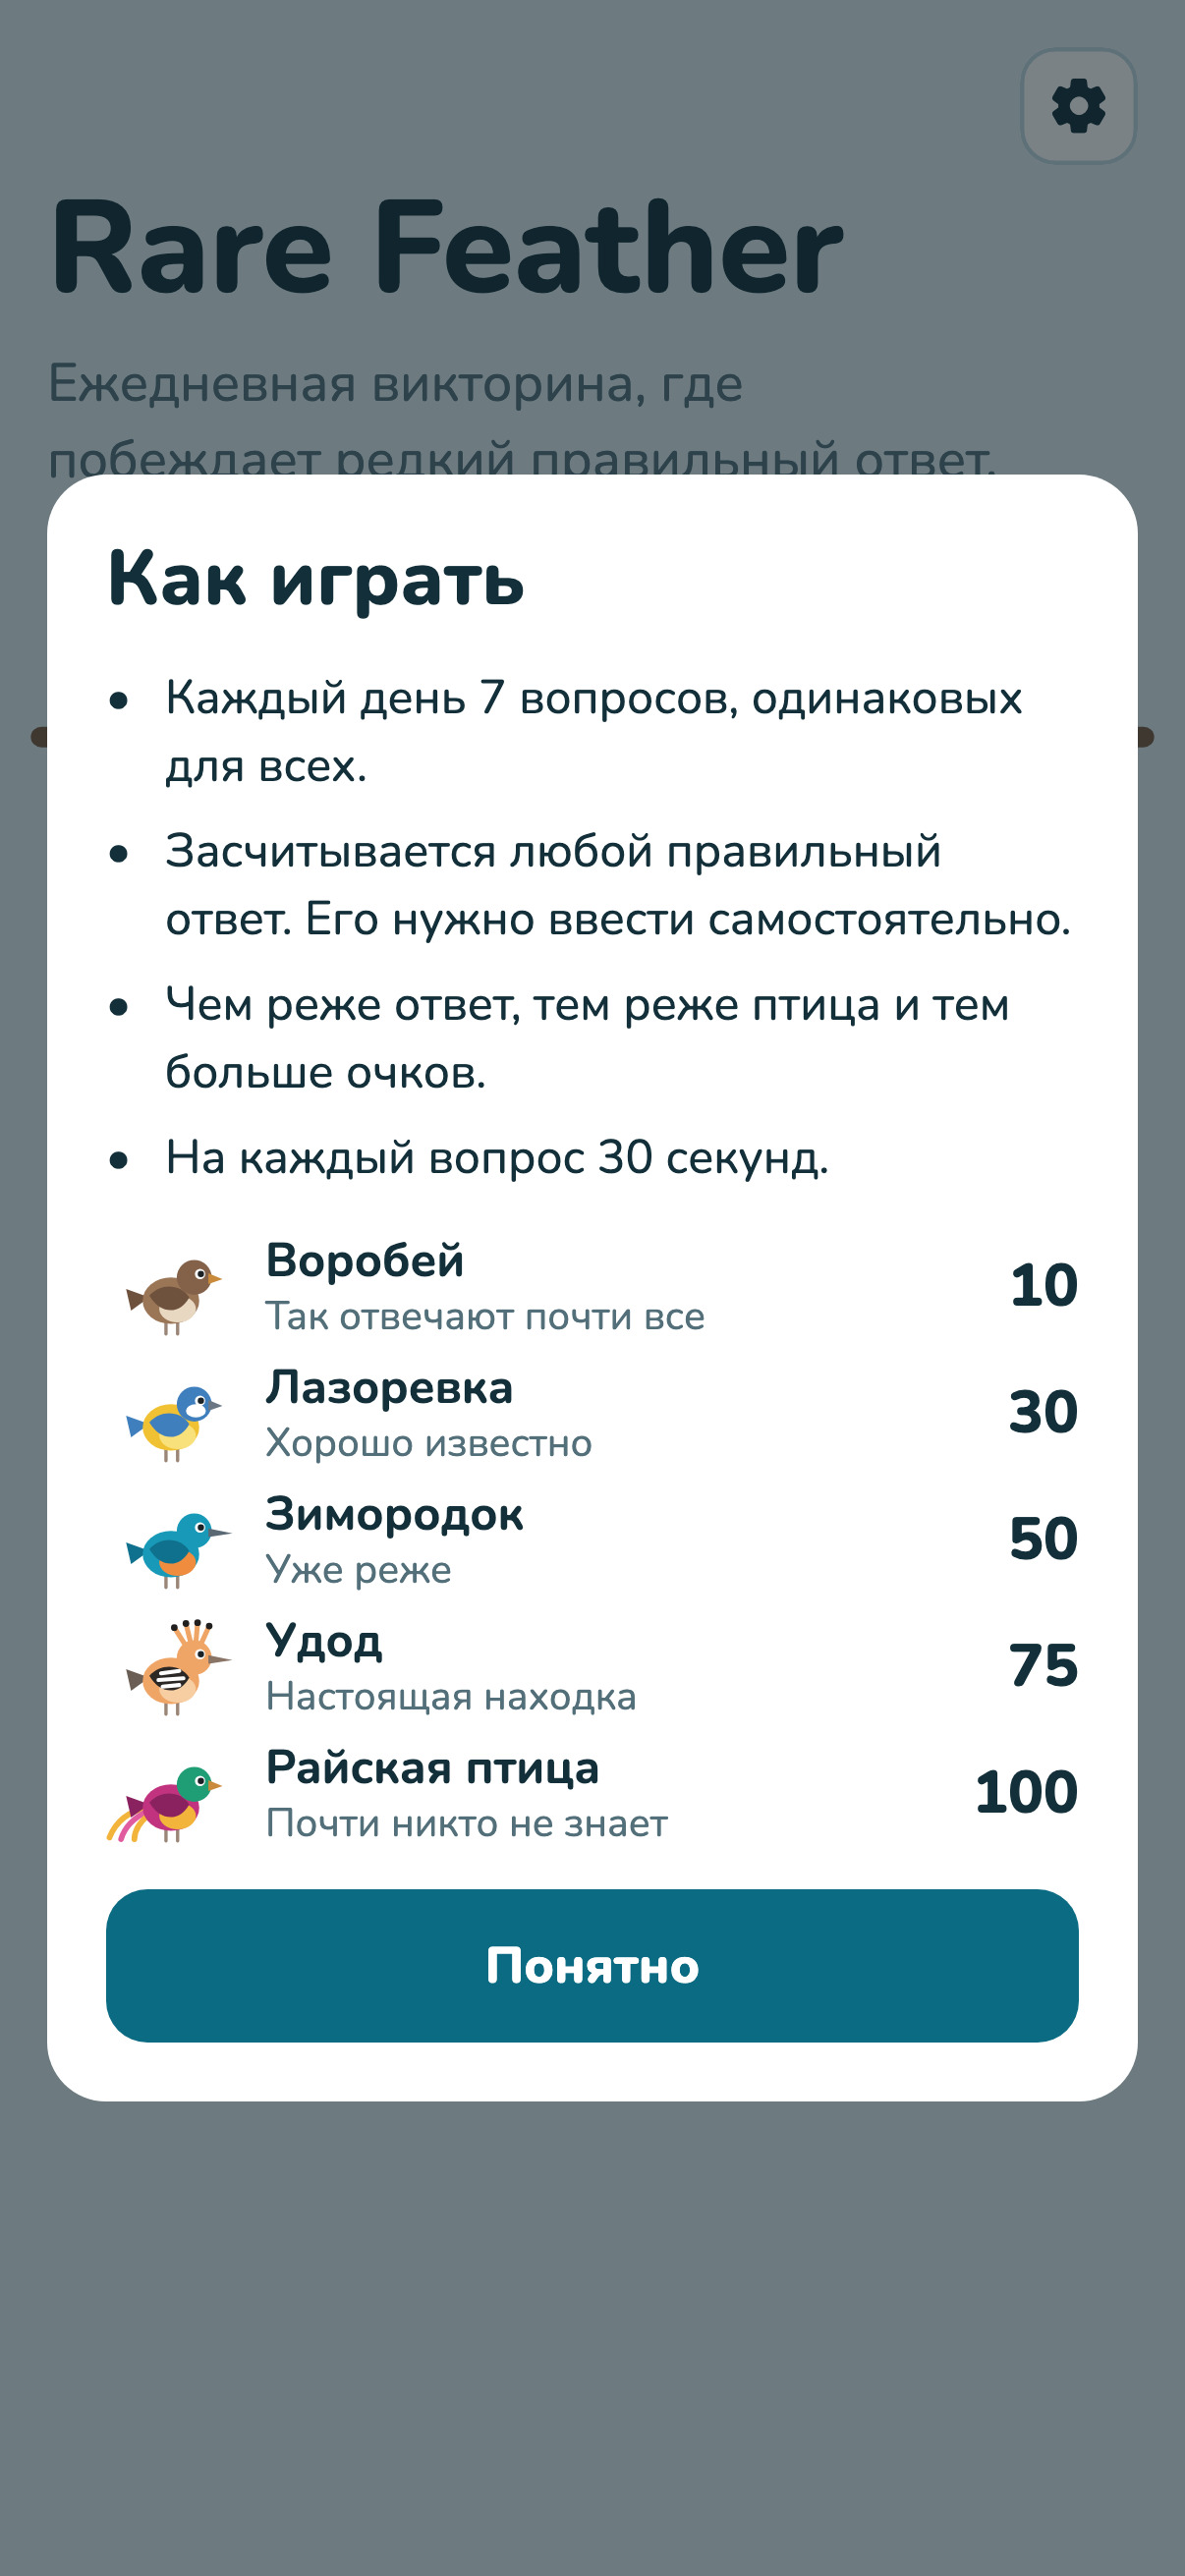 Rare Feather
Ежедневная викторина, где
побеждает редкий правильный ответ.
Как играть
• Каждый день 7 вопросов, одинаковых
для всех.
• Засчитывается любой правильный
ответ. Его нужно ввести самостоятельно.
• Чем реже ответ, тем реже птица и тем
больше очков.
• На каждый вопрос 30 секунд.
Воробей
Так отвечают почти все
10
Лазоревка
Хорошо известно
30
Зимородок
Уже реже
50
Удод
Настоящая находка
75
Райская птица
Почти никто не знает
100
Понятно